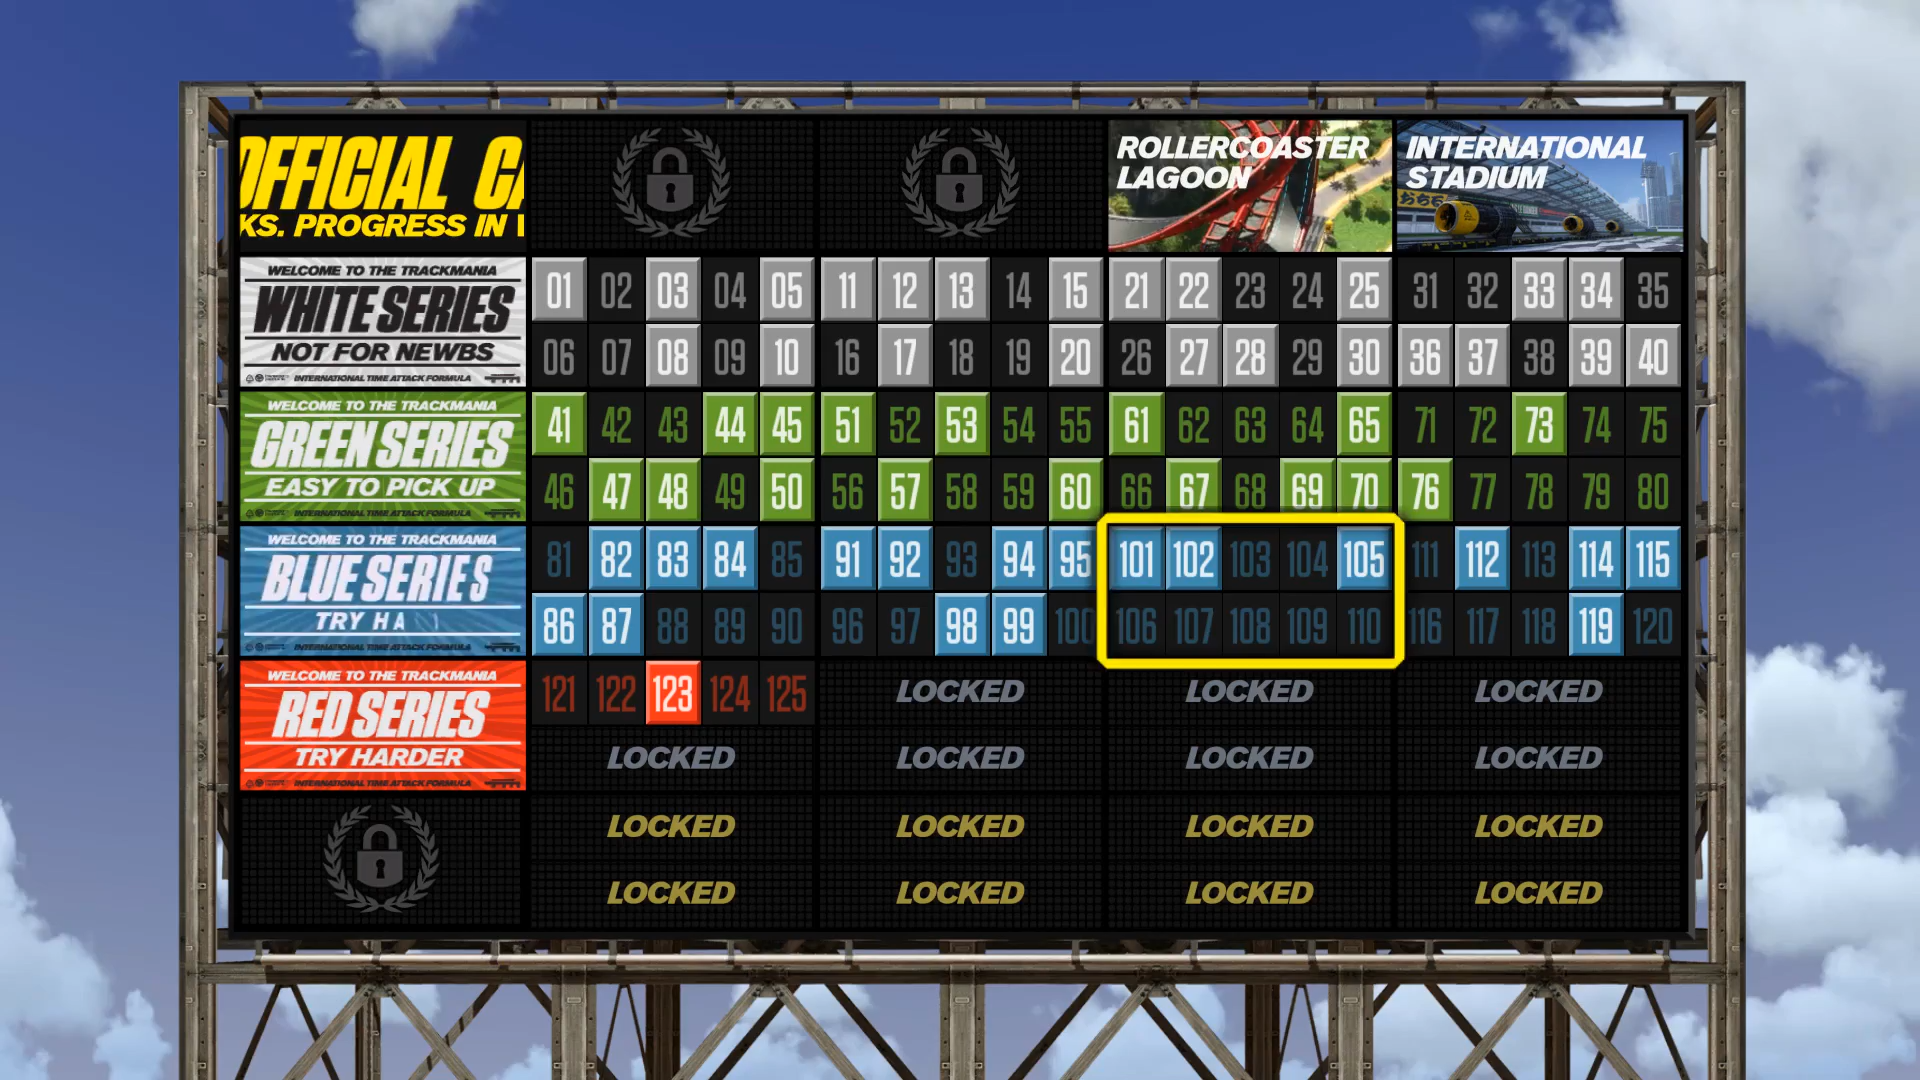 OFFICIAL CA
KS. PROGRESS IN
ROLLERCOASTER
LAGOON
INTERNATIONAL
STADIUM
WELCOME TO THE TRACKMANIA
WHITE SERIES
NOT FOR NEWBS
INTERNATIONAL TIME ATTACK FORMULA
01 02 03 04 05 11 12 13 14 15 21 22 23 24 25 31 32 33 34 35
06 07 08 09 10 16 17 18 19 20 26 27 28 29 30 36 37 38 39 40
WELCOME TO THE TRACKMANIA
GREEN SERIES
EASY TO PICK UP
INTERNATIONAL TIME ATTACK FORMULA
41 42 43 44 45 51 52 53 54 55 61 62 63 64 65 71 72 73 74 75
46 47 48 49 50 56 57 58 59 60 66 67 68 69 70 76 77 78 79 80
WELCOME TO THE TRACKMANIA
BLUE SERIES
TRY HA
INTERNATIONAL TIME ATTACK FORMULA
81 82 83 84 85 91 92 93 94 95 101 102 103 104 105 111 112 113 114 115
86 87 88 89 90 96 97 98 99 100 106 107 108 109 110 116 117 118 119 120
WELCOME TO THE TRACKMANIA
RED SERIES
TRY HARDER
INTERNATIONAL TIME ATTACK FORMULA
121 122 123 124 125 LOCKED LOCKED LOCKED
LOCKED LOCKED LOCKED LOCKED
LOCKED LOCKED LOCKED LOCKED
LOCKED LOCKED LOCKED LOCKED